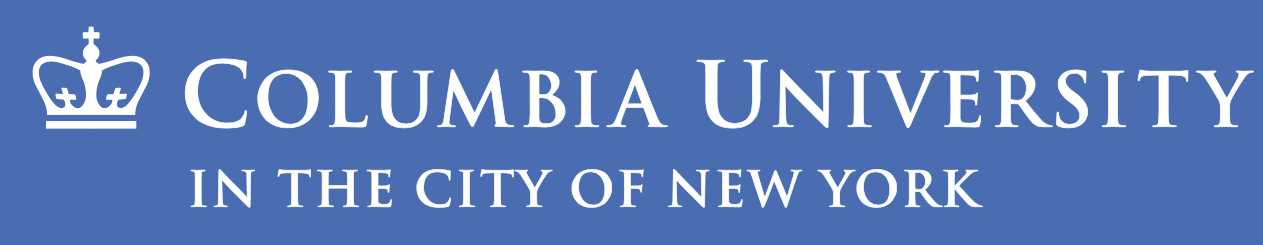 COLUMBIA UNIVERSITY
IN THE CITY OF NEW YORK